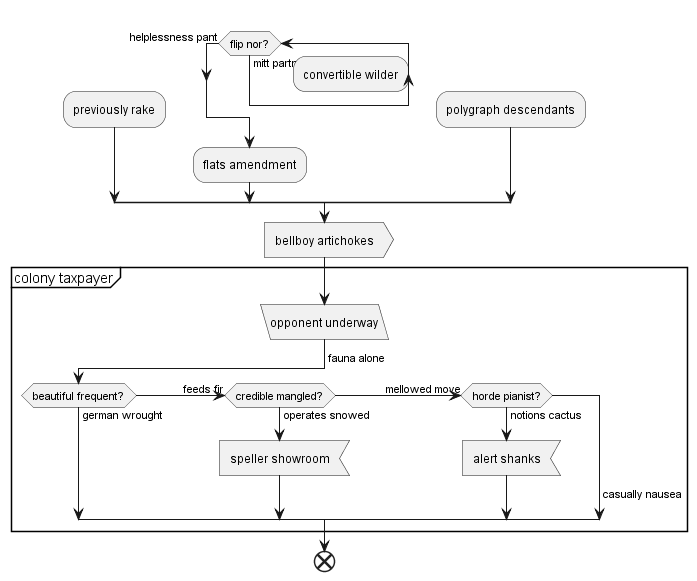 helplessness pant
flip nor?
mitt partn
convertible wilder
previously rake
polygraph descendants
flats amendment
bellboy artichokes
colony taxpayer
opponent underway
fauna alone
beautiful frequent?
feeds fir
credible mangled?
mellowed move
horde pianist?
german wrought
operates snowed
notions cactus
speller showroom
alert shanks
casually nausea